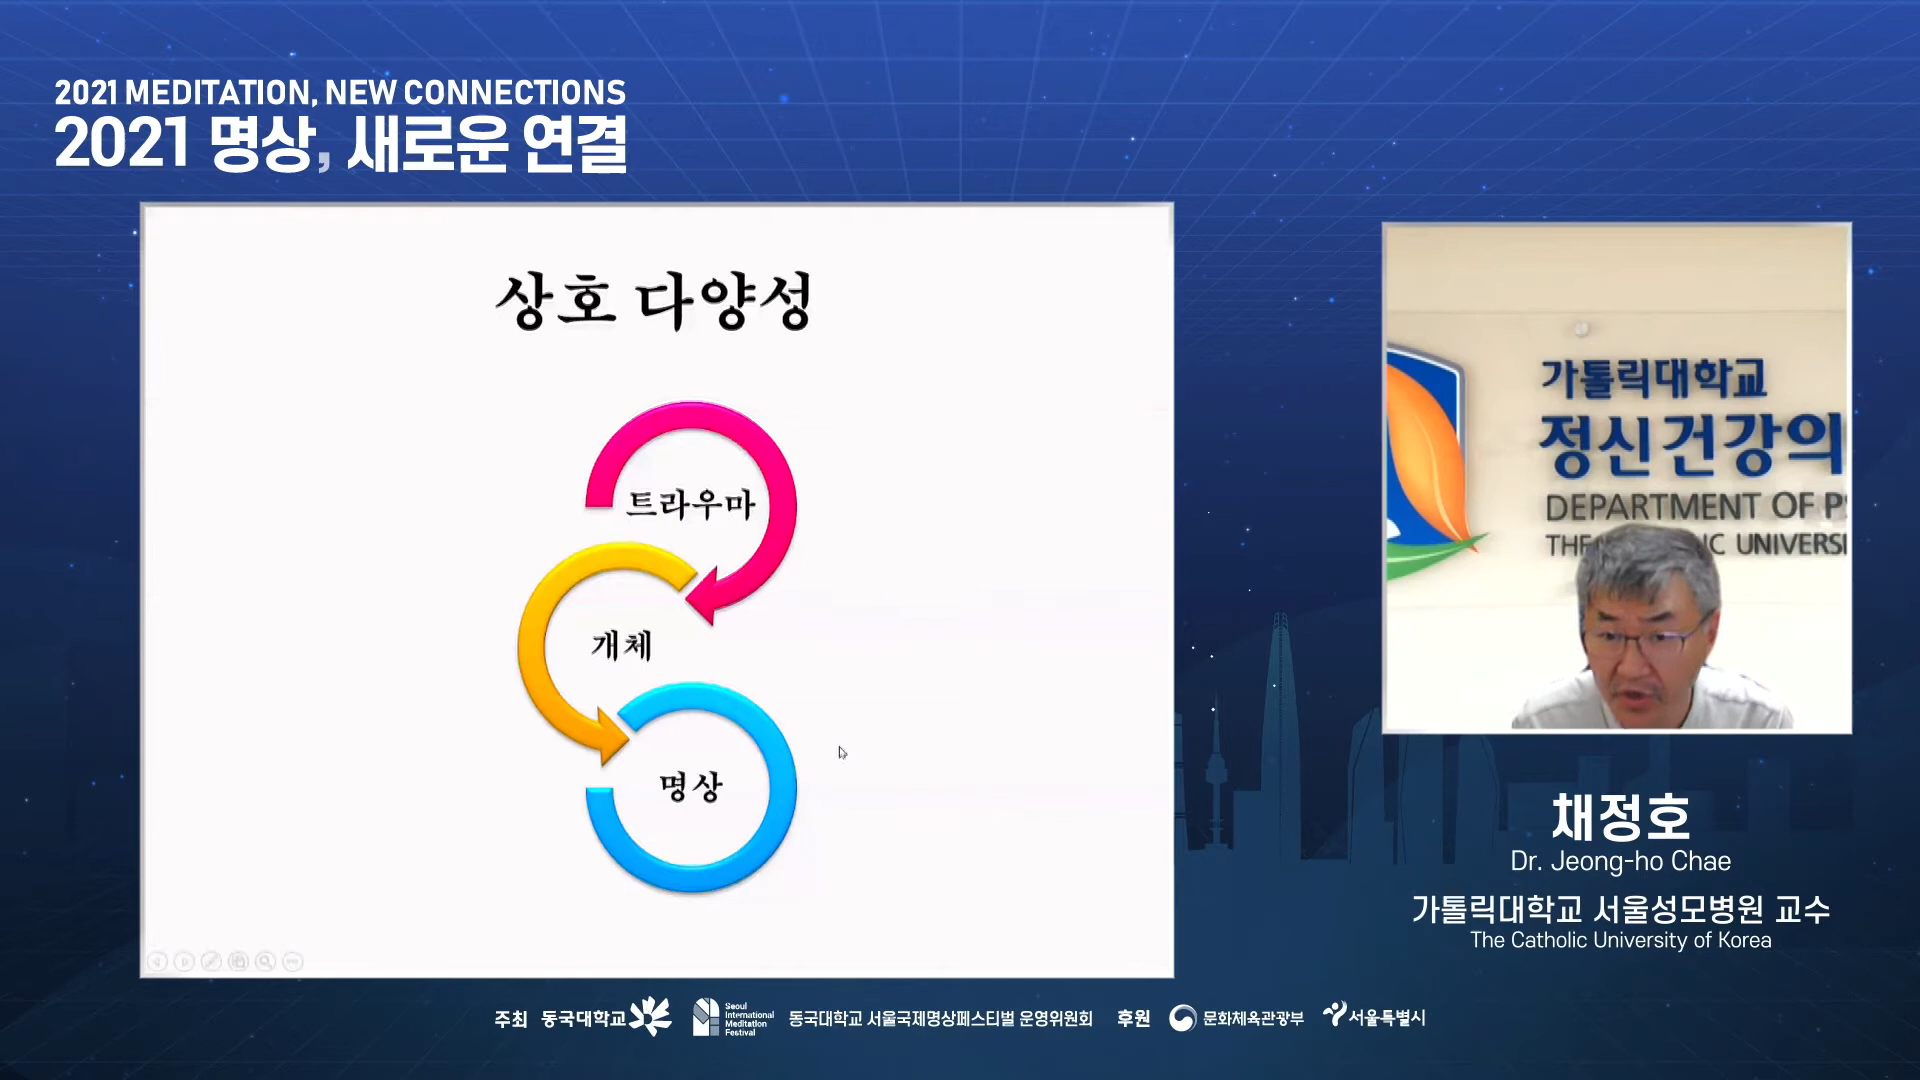 2021 MEDITATION, NEW CONNECTIONS
2021 명상, 새로운 연결
상호 다양성
트라우마
개체
명상
가톨릭대학교
정신건강의
DEPARTMENT OF PS
THE IC UNIVERSI
채정호
Dr. Jeong-ho Chae
가톨릭대학교 서울성모병원 교수
The Catholic University of Korea
주최 동국대학교
Seoul
International
Meditation
Festival
동국대학교 서울국제명상페스티벌 운영위원회
후원 문화체육관광부 서울특별시